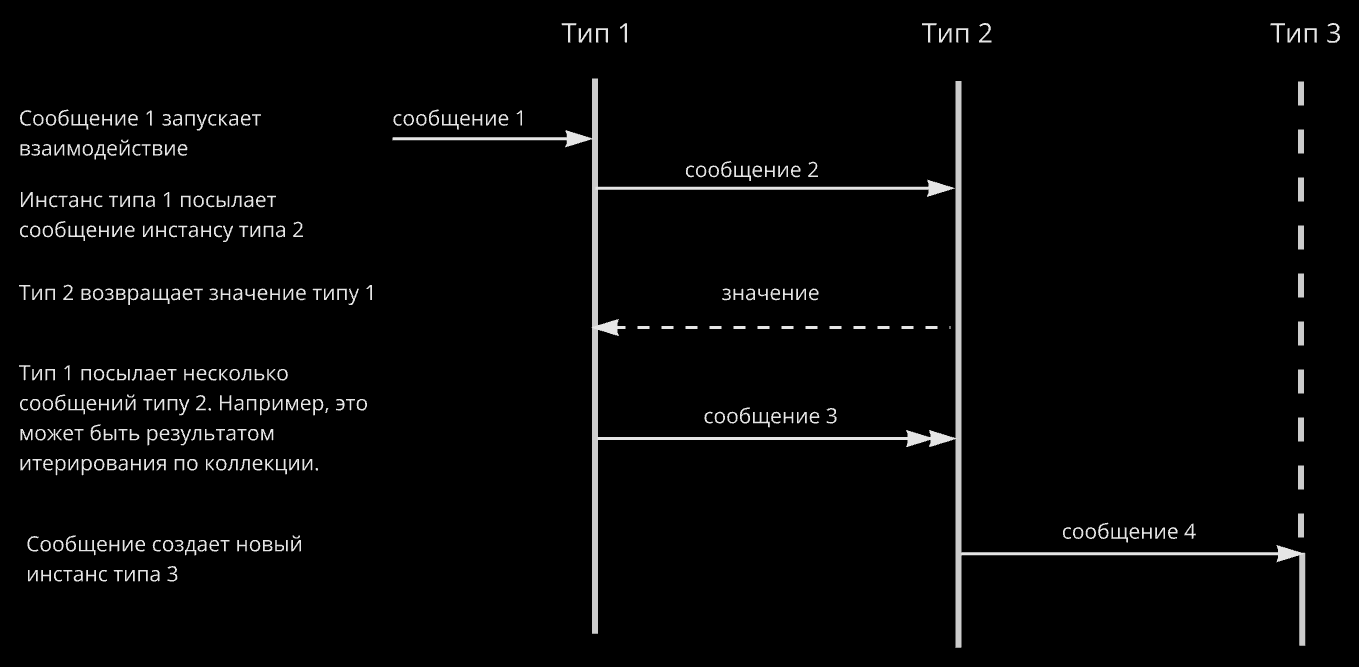 Тип 1
Тип 2
Тип 3
Сообщение 1 запускает
взаимодействие
сообщение 1
сообщение 2
Инстанс типа 1 посылает
сообщение инстансу типа 2
Тип 2 возвращает значение типу 1
значение
Тип 1 посылает несколько
сообщений типу 2. Например, это
может быть результатом
итерирования по коллекции.
сообщение 3
сообщение 4
Сообщение создает новый
инстанс типа 3